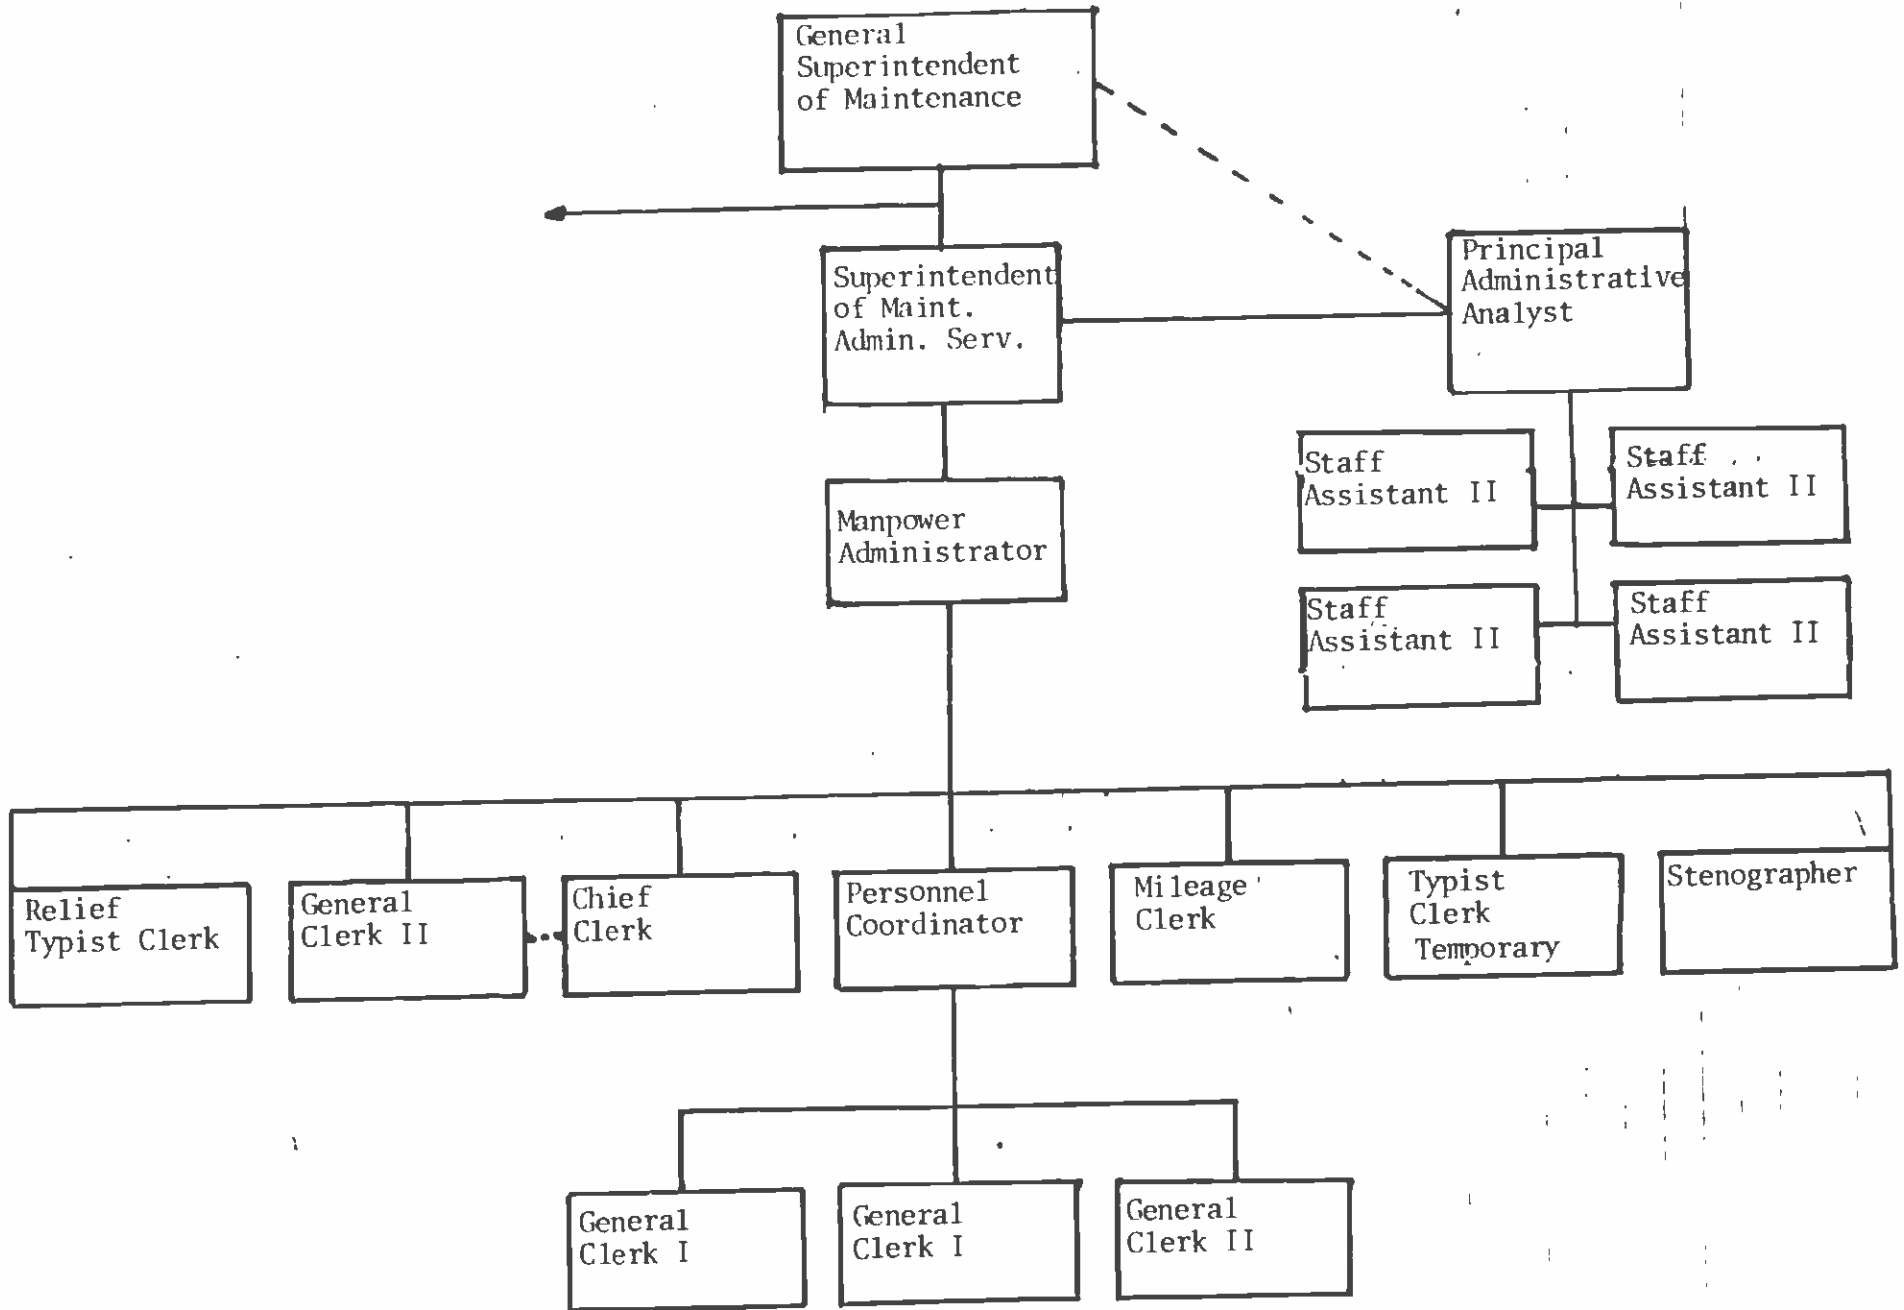 General
Superintendent
of Maintenance
Superintendent
of Maint.
Admin. Serv.
Principal
Administrative
Analyst
Staff
Assistant II
Staff
Assistant II
Manpower
Administrator
Staff
Assistant II
Staff
Assistant II
Relief
Typist Clerk
General
Clerk II
Chief
Clerk
Personnel
Coordinator
Mileage
Clerk
Typist
Clerk
Temporary
Stenographer
General
Clerk I
General
Clerk I
General
Clerk II